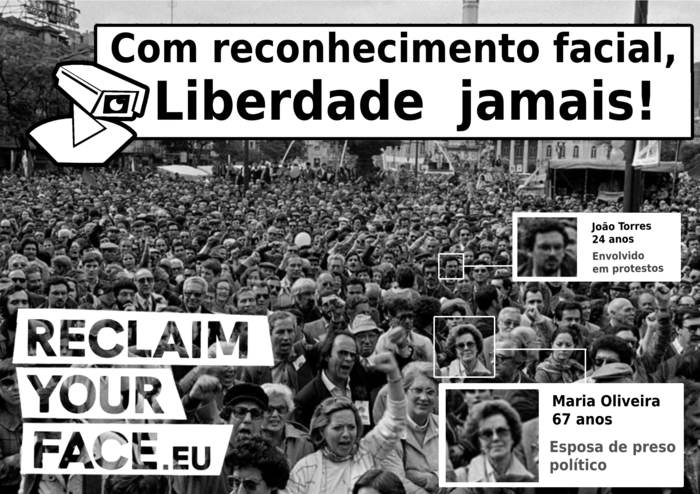 Com reconhecimento facial,
Liberdade jamais!
João Torres
24 anos
Envolvido
em protestos
RECLAIM
YOUR
FACE.EU
Maria Oliveira
67 anos
Esposa de preso
político